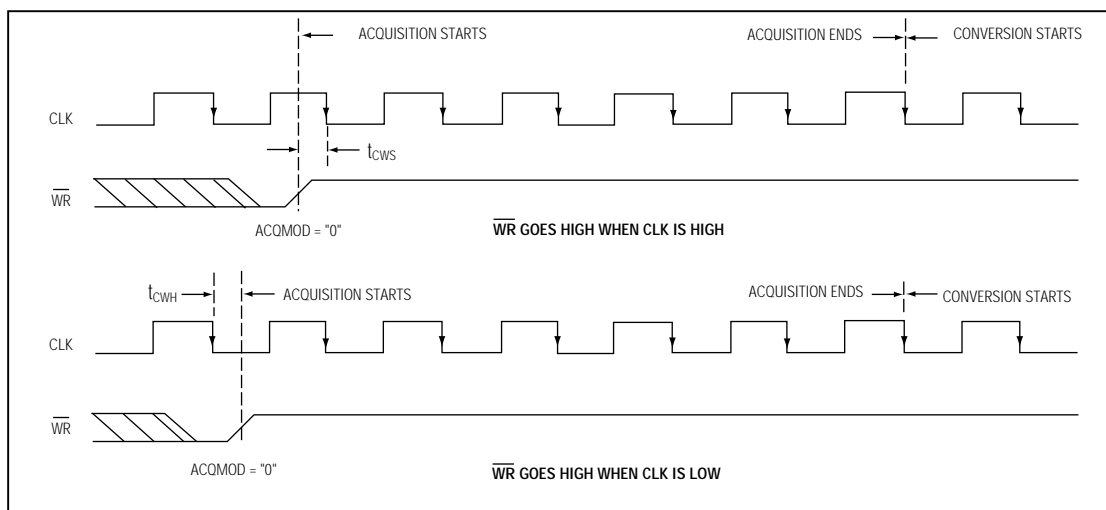 ACQUISITION STARTS
ACQUISITION ENDS
CONVERSION STARTS
CLK
tCWS
WR
ACQMOD = "0"
WR GOES HIGH WHEN CLK IS HIGH
tCWH
ACQUISITION STARTS
ACQUISITION ENDS
CONVERSION STARTS
CLK
WR
ACQMOD = "0"
WR GOES HIGH WHEN CLK IS LOW